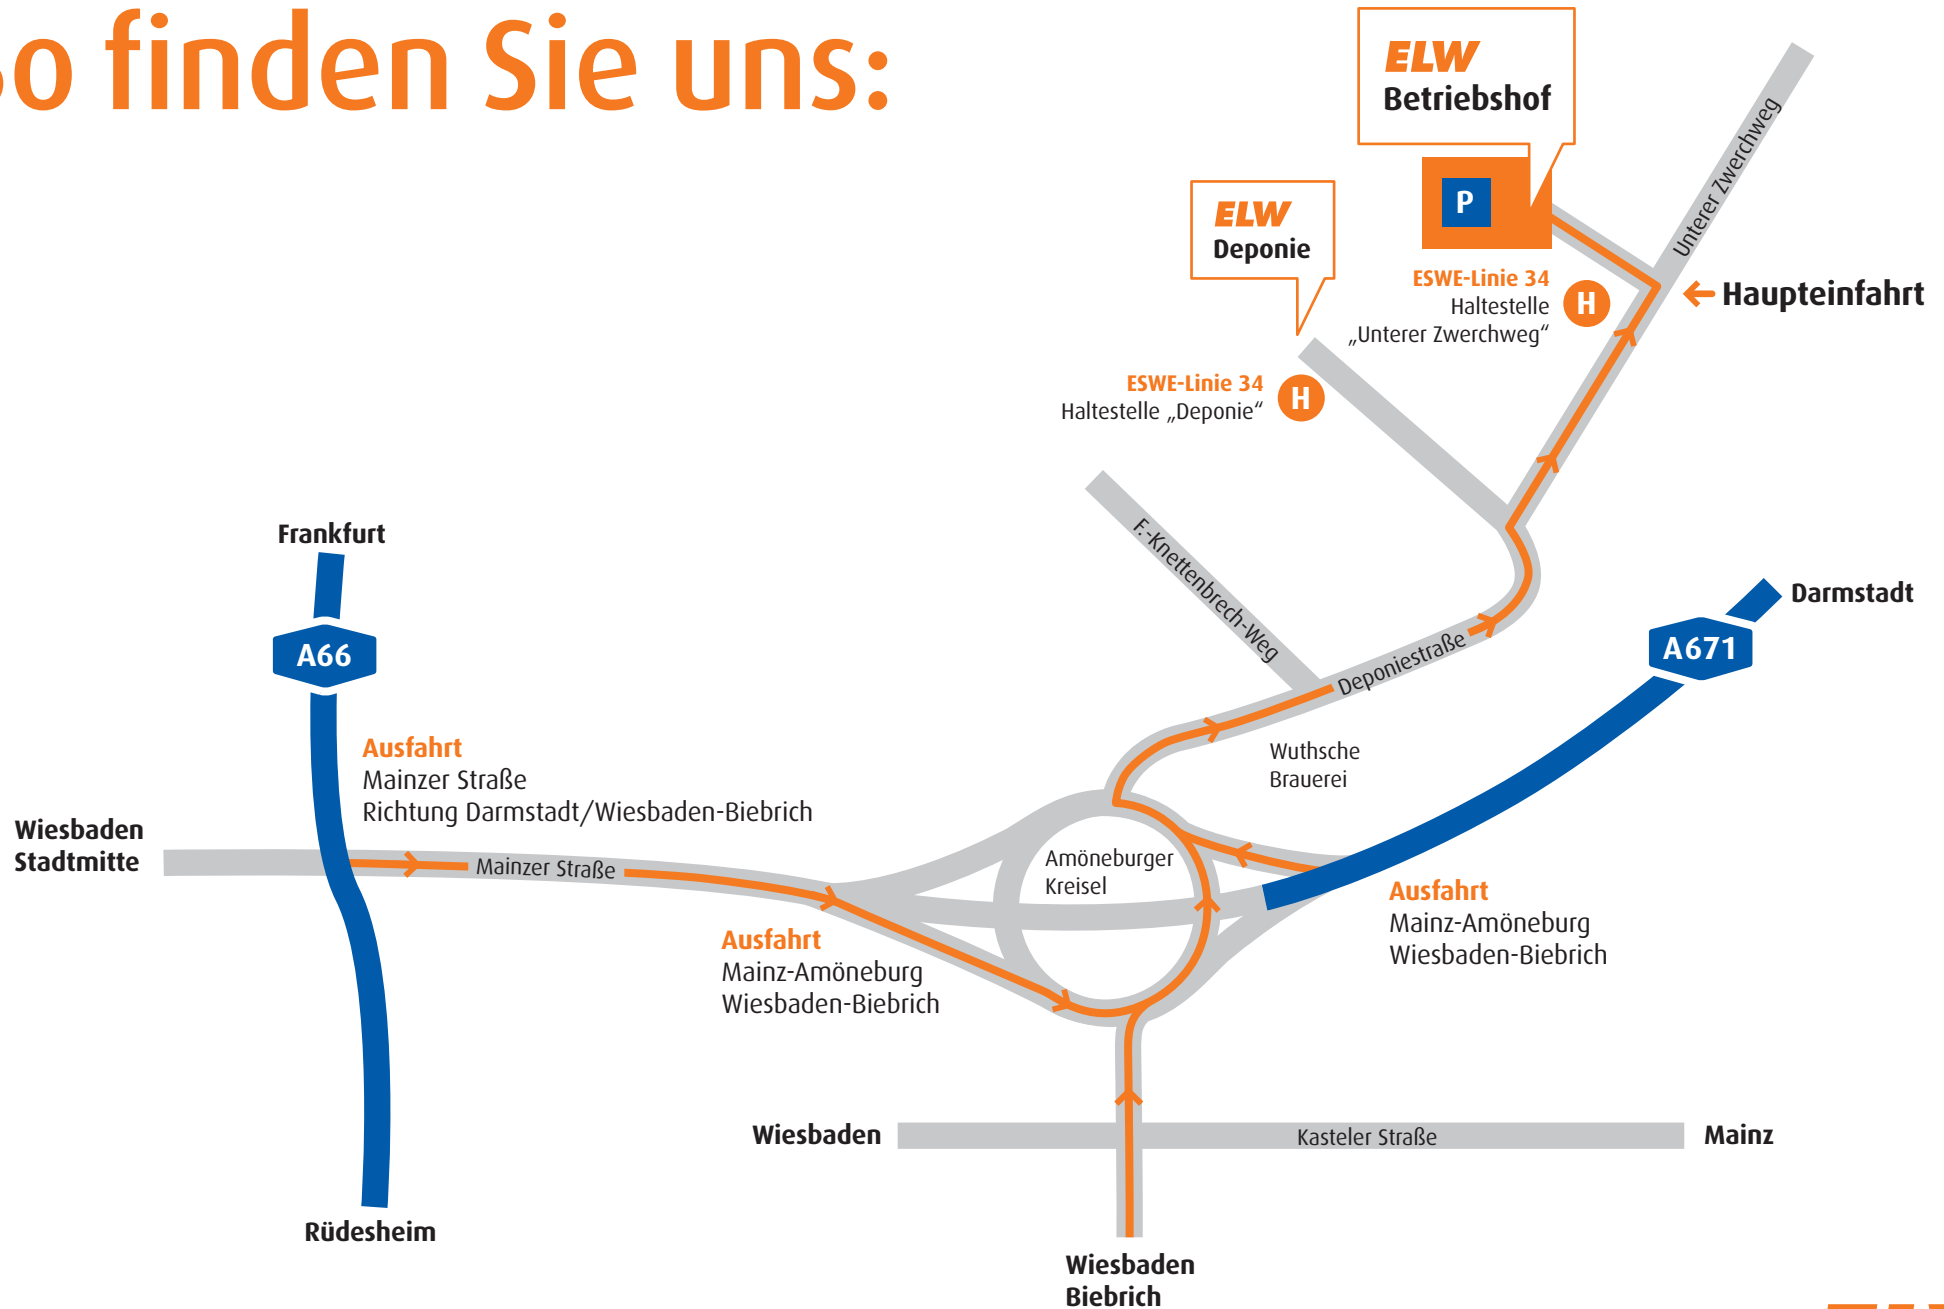 So finden Sie uns:
ELW
Betriebshof
ELW
Deponie
P
Unterer Zwerchweg
ESWE-Linie 34
Haltestelle
„Unterer Zwerchweg“
H
Haupteinfahrt
ESWE-Linie 34
Haltestelle „Deponie“
H
F.-Knettenbrech-Weg
Frankfurt
A66
Darmstadt
A671
Deponiestraße
Ausfahrt
Mainzer Straße
Richtung Darmstadt/Wiesbaden-Biebrich
Wuthsche
Brauerei
Wiesbaden
Stadtmitte
Mainzer Straße
Amöneburger
Kreisel
Ausfahrt
Mainz-Amöneburg
Wiesbaden-Biebrich
Ausfahrt
Mainz-Amöneburg
Wiesbaden-Biebrich
Wiesbaden
Kasteler Straße
Mainz
Rüdesheim
Wiesbaden
Biebrich